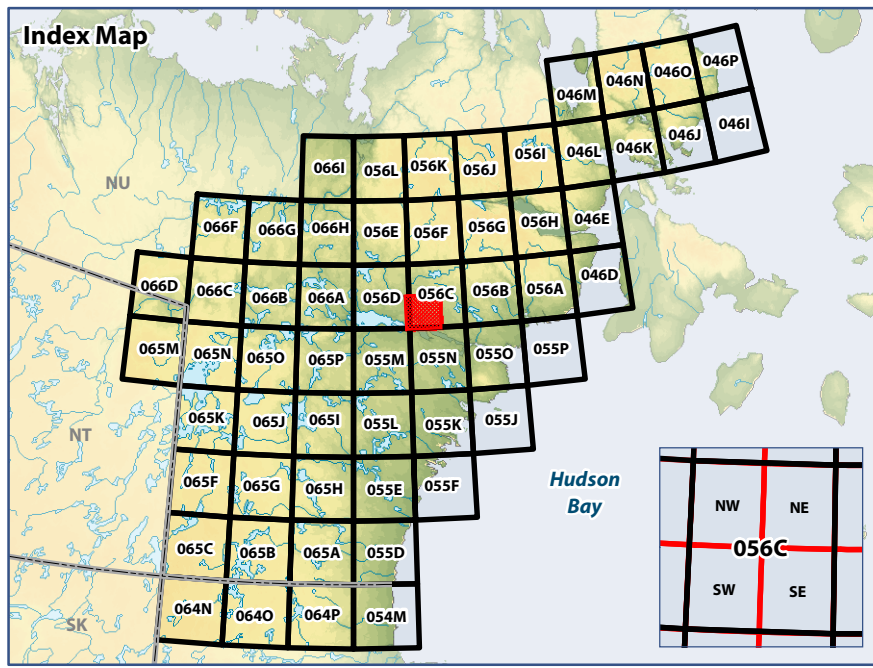 Index Map
046M 046N 046O 046P
066I 056L 056K 056J 056I 046L 046K 046J 046I
NU
066F 066G 066H 056E 056F 056G 056H 046E
066D 066C 066B 066A 056D 056C 056B 056A 046D
065M 065N 065O 065P 055M 055N 055O 055P
NT
065K 065J 065I 055L 055K 055J
065F 065G 065H 055E 055F
Hudson
Bay
065C 065B 065A 055D
SK
064N 064O 064P 054M
NW NE
056C
SW SE